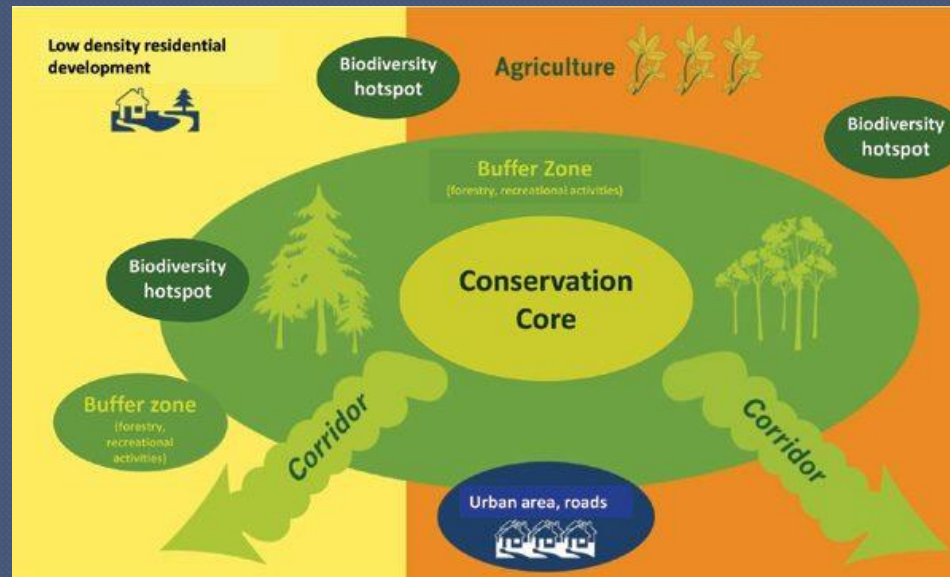 Low density residential
development
Biodiversity
hotspot
Agriculture
Biodiversity
hotspot
Buffer Zone
(forestry, recreational activities)
Biodiversity
hotspot
Conservation
Core
Buffer zone
(forestry,
recreational
activities)
Corridor
Corridor
Urban area, roads